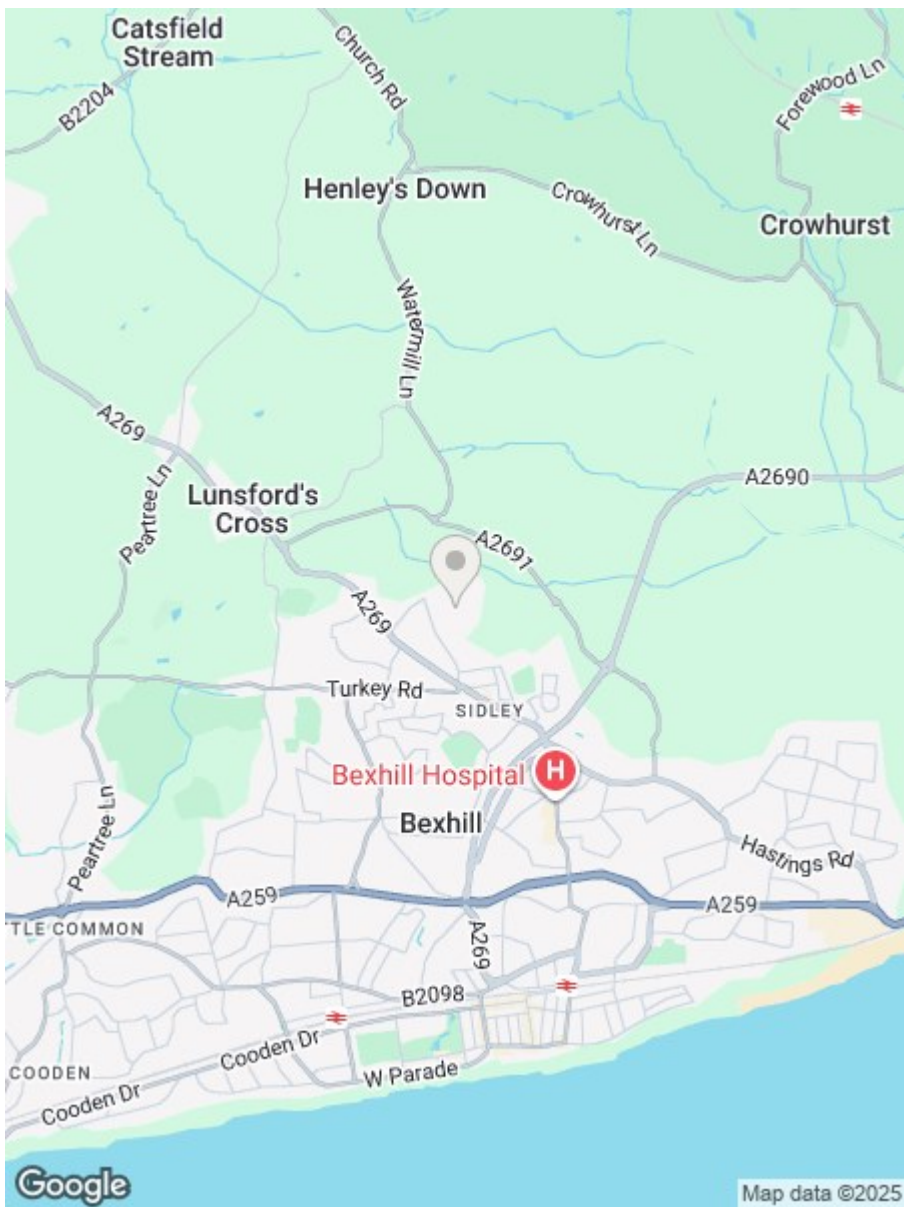 Catsfield
Stream
Church Rd
Forewood Ln
B2204
Henley's Down
Crowhurst Ln
Crowhurst
Watermill Ln
A269
Peartree Ln
Lunsford's
Cross
A2690
A2691
A269
Turkey Rd
SIDLEY
Bexhill Hospital
H
Bexhill
Peartree Ln
Hastings Rd
A259
A259
TTLE COMMON
A269
B2098
Cooden Dr
W Parade
COODEN
Cooden Dr
Google
Map data ©2025